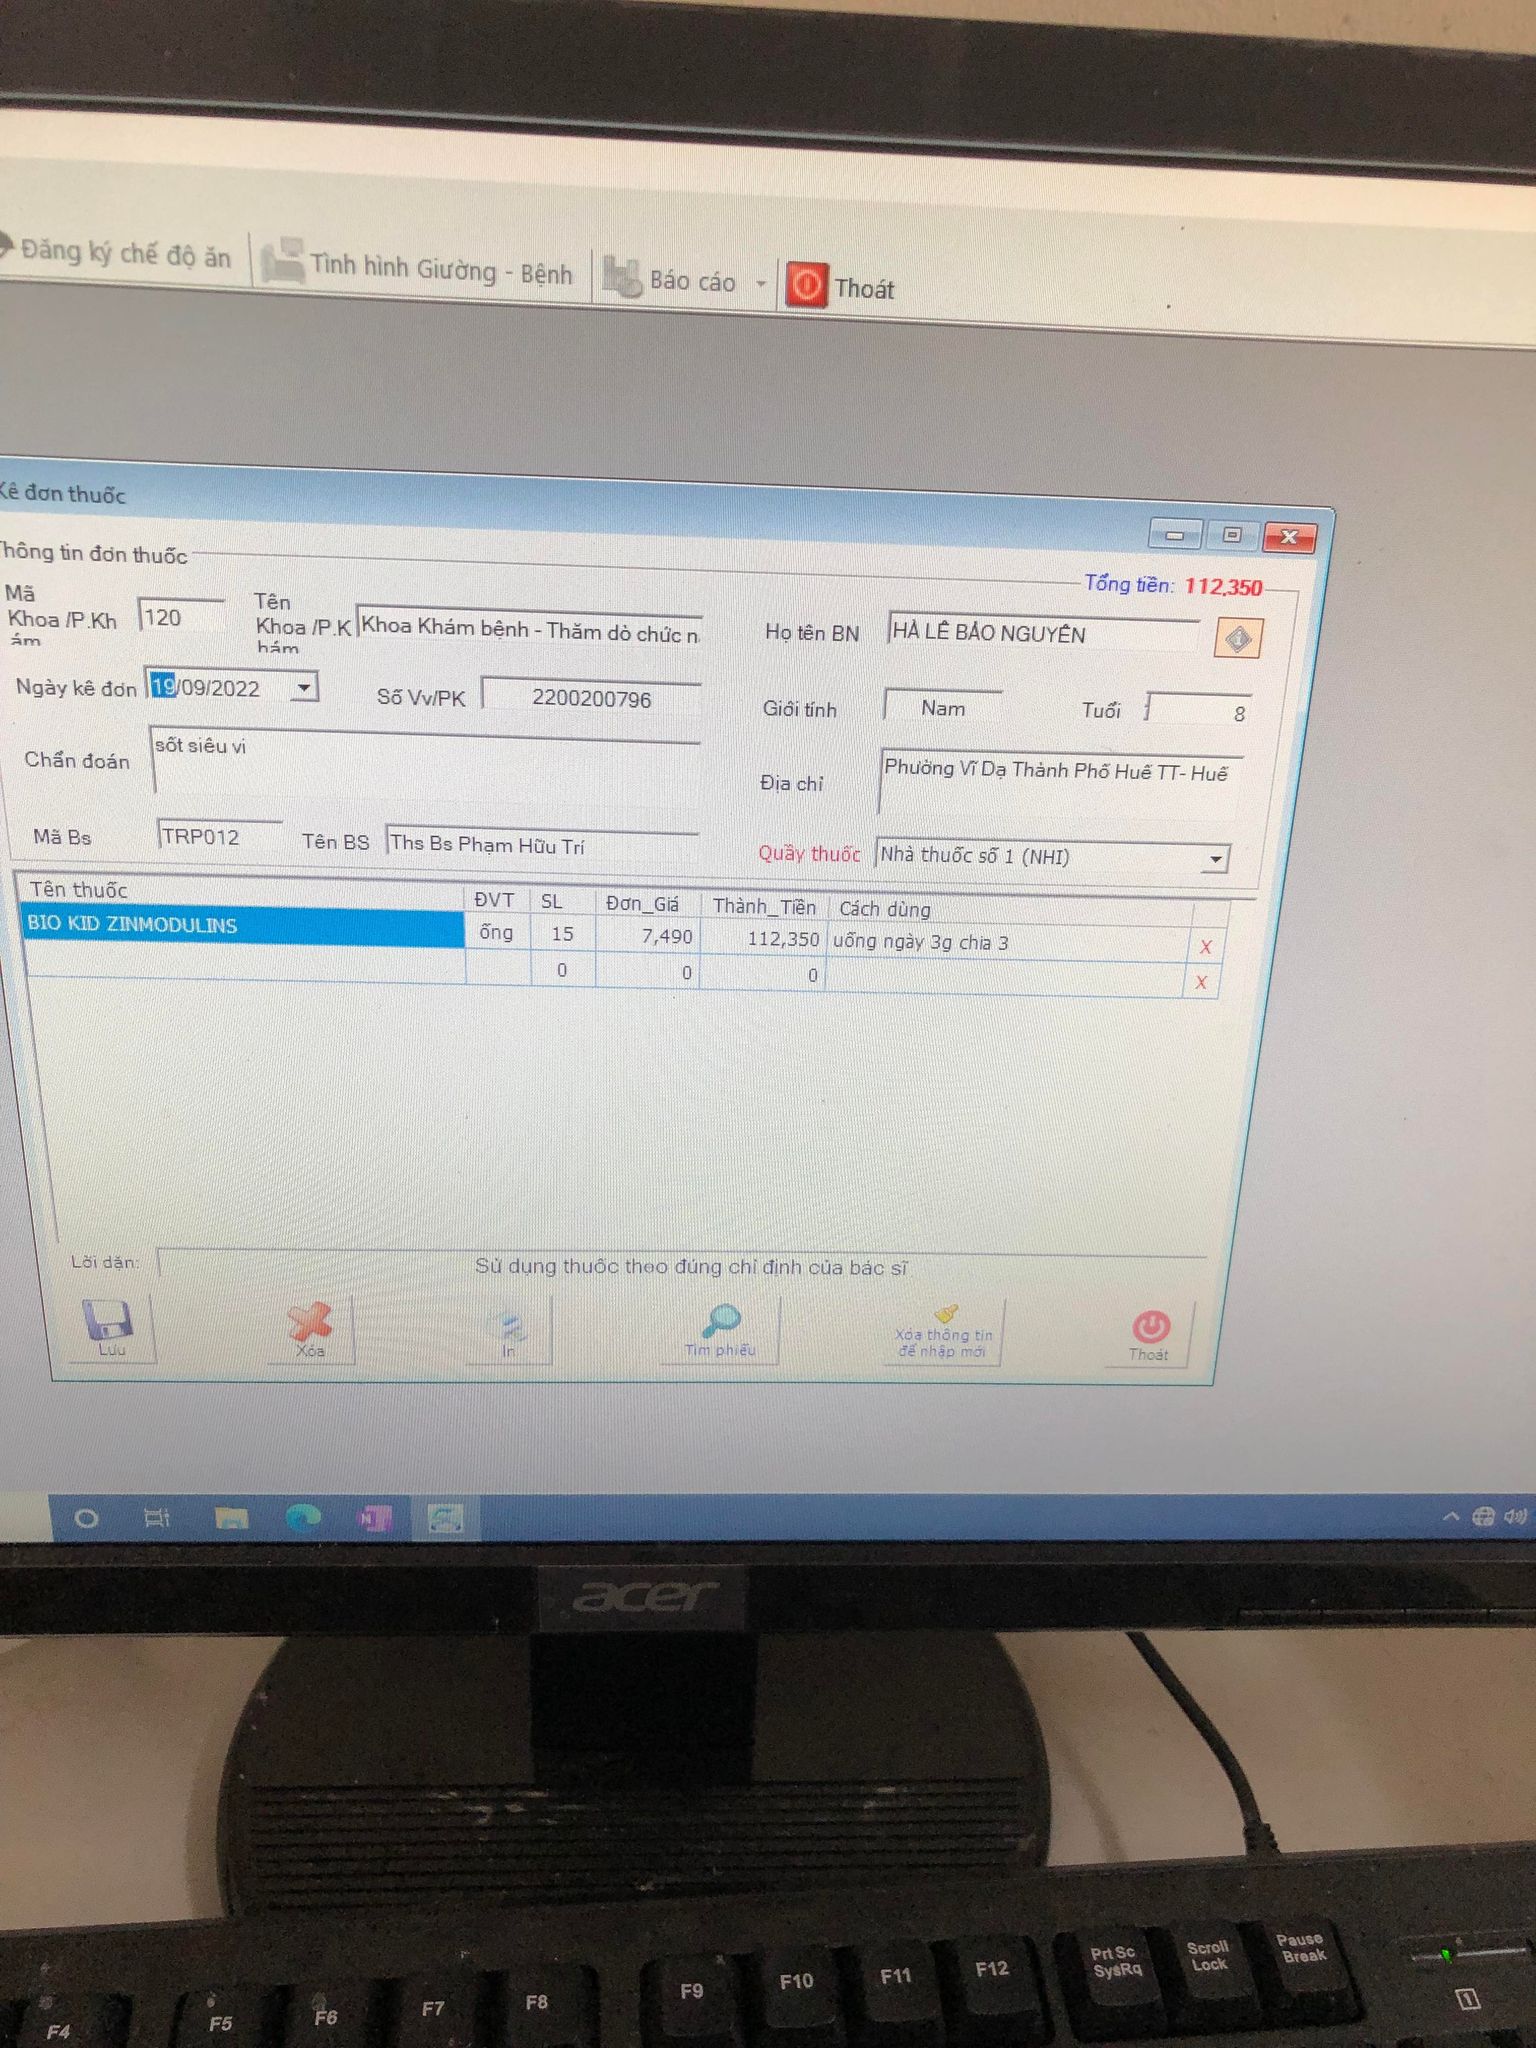 Đăng ký chế độ ăn Tình hình Giường - Bệnh Báo cáo Thoát
Kê đơn thuốc
Thông tin đơn thuốc
Tổng tiền: 112,350
Mã Khoa /P.Kh ám 120 Tên Khoa /P.K hám Khoa Khám bệnh - Thăm dò chức n Họ tên BN HÀ LÊ BẢO NGUYÊN
Ngày kê đơn 19/09/2022 Số Vv/PK 2200200796 Giới tính Nam Tuổi 8
Chẩn đoán sốt siêu vi Địa chỉ Phường Vĩ Dạ Thành Phố Huế TT- Huế
Mã Bs TRP012 Tên BS Ths Bs Phạm Hữu Trí Quầy thuốc Nhà thuốc số 1 (NHI)
Tên thuốc ĐVT SL Đơn_Giá Thành_Tiền Cách dùng
BIO KID ZINMODULINS ống 15 7,490 112,350 uống ngày 3g chia 3 X
0 0 0 X
Lời dặn: Sử dụng thuốc theo đúng chỉ định của bác sĩ
Lưu Xóa In Tìm phiếu Xóa thông tin để nhập mới Thoát
acer
F4 F5 F6 F7 F8 F9 F10 F11 F12 Prt Sc SysRq Scroll Lock Pause Break 1